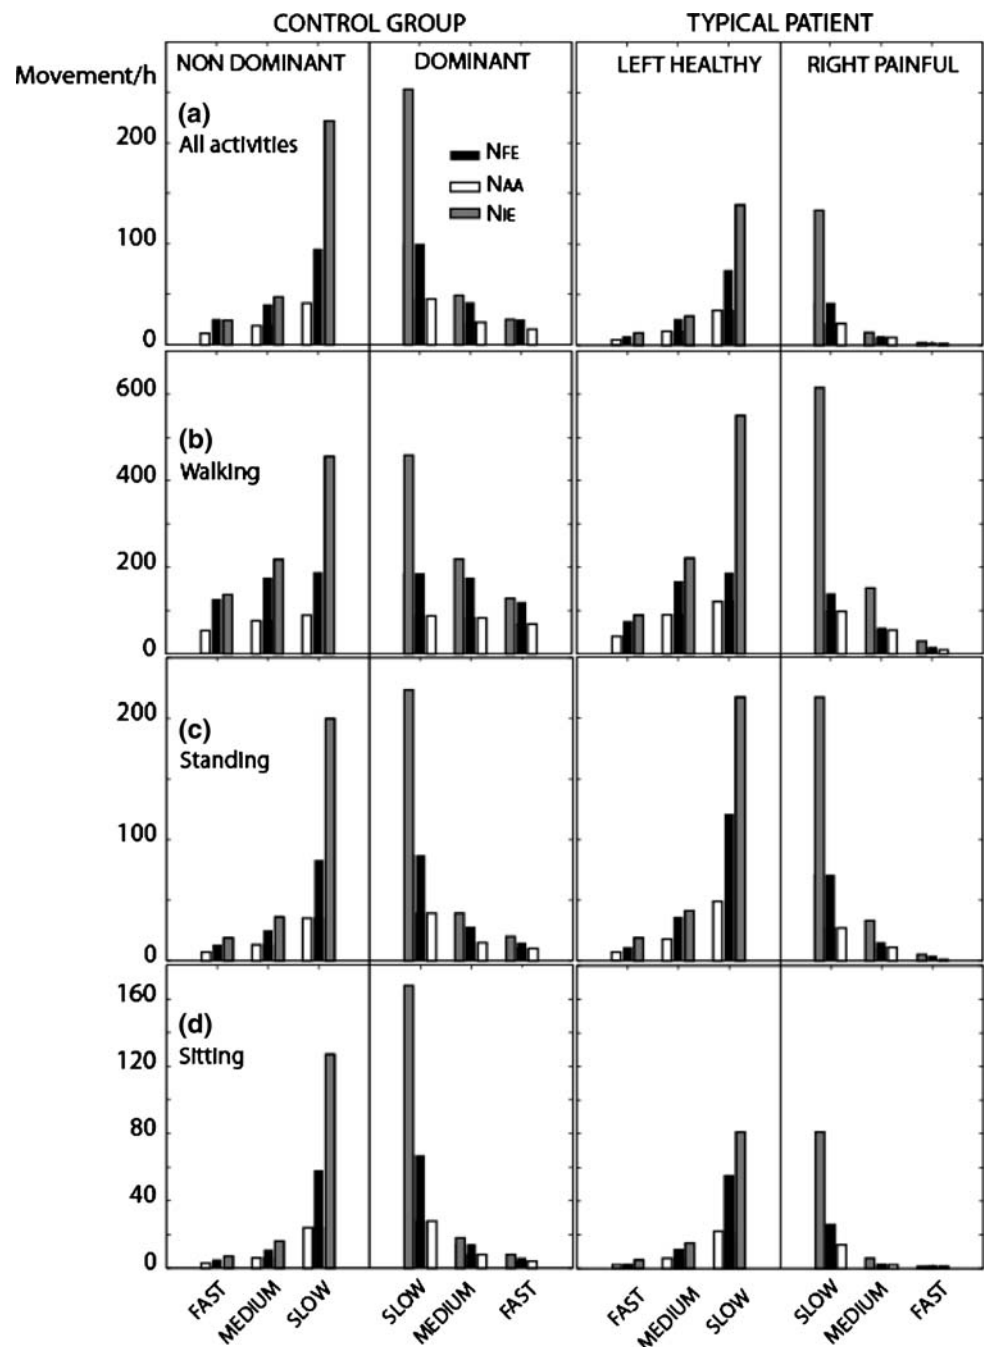 CONTROL GROUP TYPICAL PATIENT
Movement/h
NON DOMINANT DOMINANT LEFT HEALTHY RIGHT PAINFUL
(a)
All activities
NFE
NAA
NIE
200
100
0
600
(b)
Walking
400
200
0
200
(c)
Standing
100
0
160
(d)
Sitting
120
80
40
0
FAST MEDIUM SLOW SLOW MEDIUM FAST FAST MEDIUM SLOW SLOW MEDIUM FAST